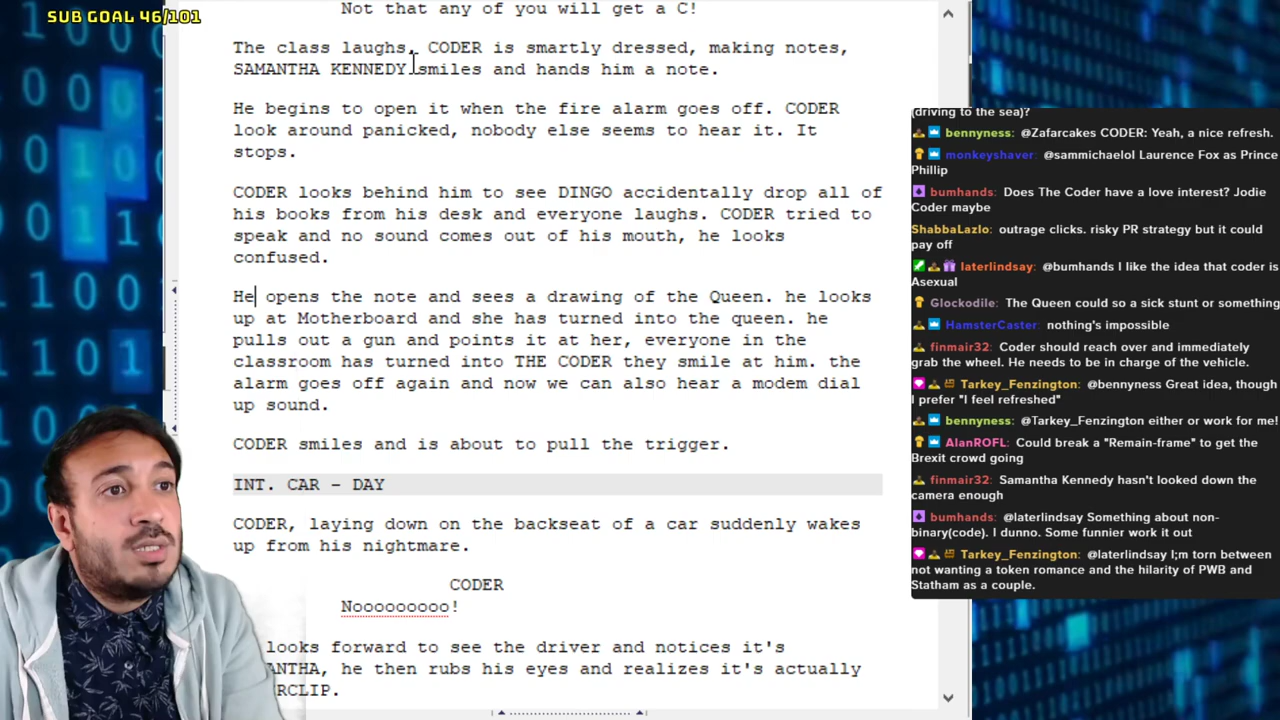 SUB GOAL 46/101
Not that any of you will get a C!
The class laughs, CODER is smartly dressed, making notes,
SAMANTHA KENNEDY smiles and hands him a note.
He begins to open it when the fire alarm goes off. CODER
look around panicked, nobody else seems to hear it. It
stops.
CODER looks behind him to see DINGO accidentally drop all of
his books from his desk and everyone laughs. CODER tried to
speak and no sound comes out of his mouth, he looks
confused.
He opens the note and sees a drawing of the Queen. he looks
up at Motherboard and she has turned into the queen. he
pulls out a gun and points it at her, everyone in the
classroom has turned into THE CODER they smile at him. the
alarm goes off again and now we can also hear a modem dial
up sound.
CODER smiles and is about to pull the trigger.
INT. CAR - DAY
CODER, laying down on the backseat of a car suddenly wakes
up from his nightmare.
CODER
Nooooooooo!
looks forward to see the driver and notices it's
ANTHA, he then rubs his eyes and realizes it's actually
RCLIP.
(driving to the sea)?
bennyness: @Zafarcakes CODER: Yeah, a nice refresh.
monkeyshaver: @sammichaelol Laurence Fox as Prince
Phillip
bumhands: Does The Coder have a love interest? Jodie
Coder maybe
ShabbaLazlo: outrage clicks. risky PR strategy but it could
pay off
laterlindsay: @bumhands I like the idea that coder is
Asexual
Glockodile: The Queen could so a sick stunt or something
HamsterCaster: nothing's impossible
finmair32: Coder should reach over and immediately
grab the wheel. He needs to be in charge of the vehicle.
Tarkey_Fenzington: @bennyness Great idea, though
I prefer "I feel refreshed"
bennyness: @Tarkey_Fenzington either or work for me!
AlanROFL: Could break a "Remain-frame" to get the
Brexit crowd going
finmair32: Samantha Kennedy hasn't looked down the
camera enough
bumhands: @laterlindsay Something about non-
binary(code). I dunno. Some funnier work it out
Tarkey_Fenzington: @laterlindsay I;m torn between
not wanting a token romance and the hilarity of PWB and
Statham as a couple.